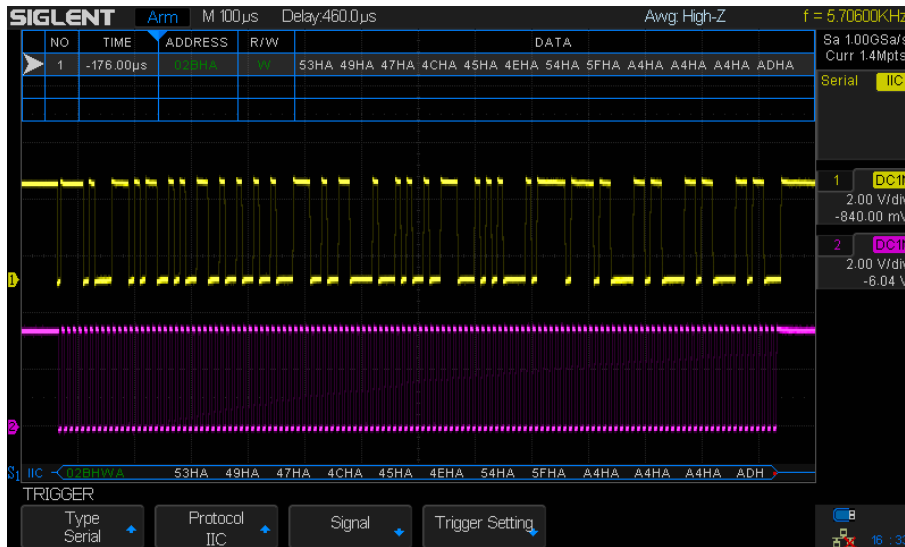 SIGLENT Arm M 100µs Delay:460.0µs Awg: High-Z f = 5.70600KHz
Sa 1.00GSa/s
Curr 1.4Mpts
NO TIME ADDRESS R/W DATA
1 -176.00µs 02BHA W 53HA 49HA 47HA 4CHA 45HA 4EHA 54HA 5FHA A4HA A4HA A4HA ADHA
Serial IIC
1 DC1M
2.00 V/div
-840.00 mV
2 DC1M
2.00 V/div
-6.04 V
1
2
S1 IIC 02BHWA 53HA 49HA 47HA 4CHA 45HA 4EHA 54HA 5FHA A4HA A4HA A4HA ADH
TRIGGER
Type
Serial
Protocol
IIC
Signal
Trigger Setting